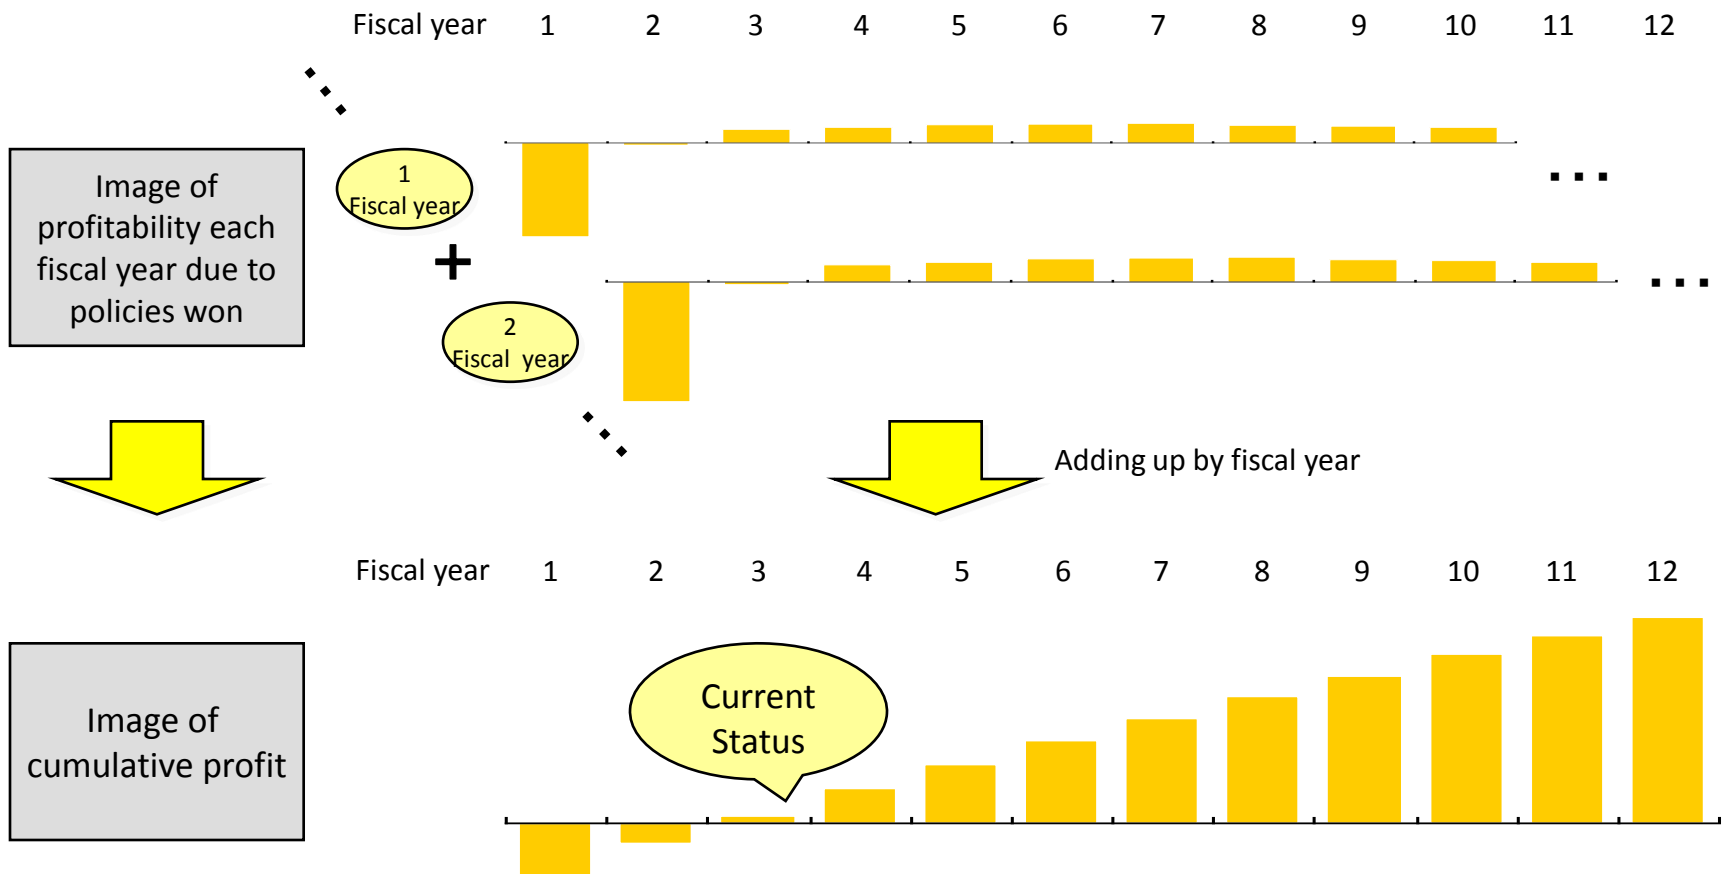 Fiscal year 1 2 3 4 5 6 7 8 9 10 11 12
1
Fiscal year
Image of
profitability each
fiscal year due to
policies won
+
2
Fiscal year
Adding up by fiscal year
Fiscal year 1 2 3 4 5 6 7 8 9 10 11 12
Current
Status
Image of
cumulative profit